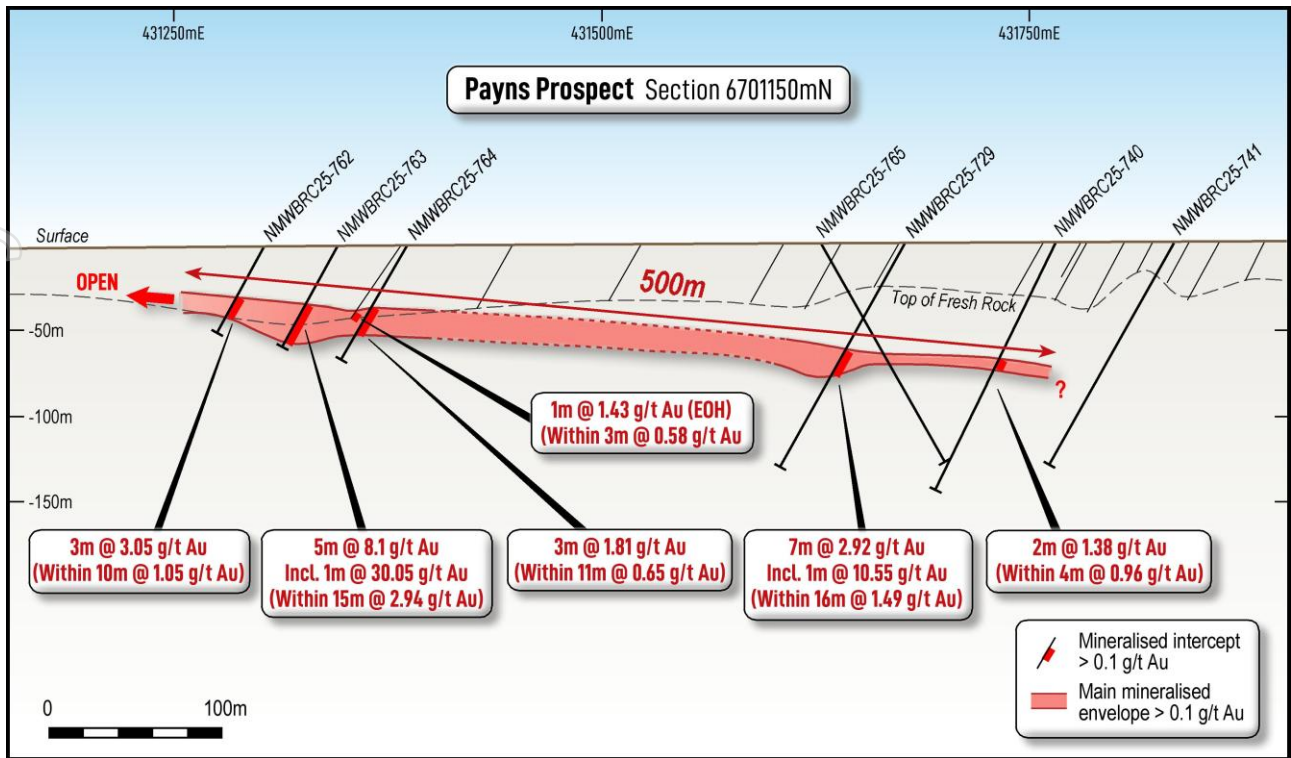 431250mE
431500mE
431750mE
Payns Prospect Section 6701150mN
NMWBRC25-762
NMWBRC25-763
NMWBRC25-764
NMWBRC25-765
NMWBRC25-729
NMWBRC25-740
NMWBRC25-741
Surface
OPEN
500m
Top of Fresh Rock
-50m
-100m
-150m
?
1m @ 1.43 g/t Au (EOH)
(Within 3m @ 0.58 g/t Au
3m @ 3.05 g/t Au
(Within 10m @ 1.05 g/t Au)
5m @ 8.1 g/t Au
Incl. 1m @ 30.05 g/t Au
(Within 15m @ 2.94 g/t Au)
3m @ 1.81 g/t Au
(Within 11m @ 0.65 g/t Au)
7m @ 2.92 g/t Au
Incl. 1m @ 10.55 g/t Au
(Within 16m @ 1.49 g/t Au)
2m @ 1.38 g/t Au
(Within 4m @ 0.96 g/t Au)
Mineralised intercept
> 0.1 g/t Au
Main mineralised
envelope > 0.1 g/t Au
0 100m